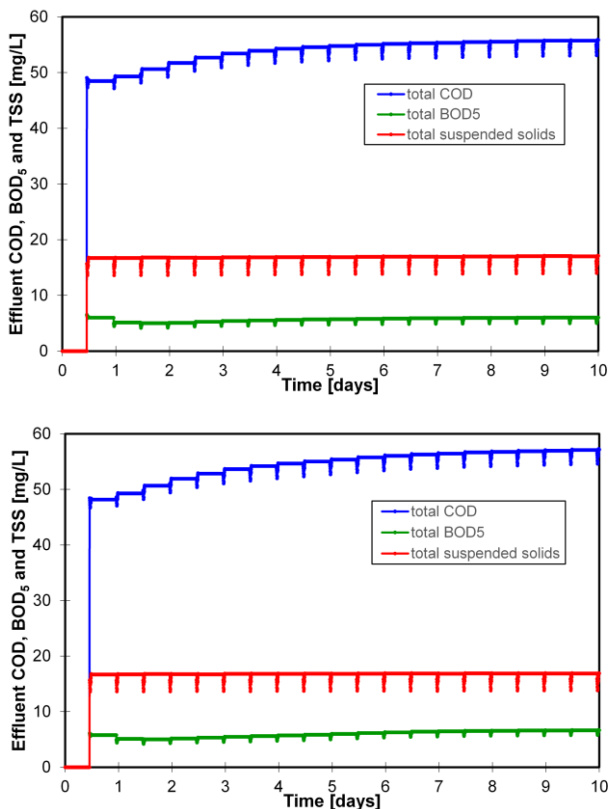 Effluent COD, BOD₅ and TSS [mg/L]
60
50
40
30
20
10
0
total COD
total BOD5
total suspended solids
0 1 2 3 4 5 6 7 8 9 10
Time [days]
Effluent COD, BOD₅ and TSS [mg/L]
60
50
40
30
20
10
0
total COD
total BOD5
total suspended solids
0 1 2 3 4 5 6 7 8 9 10
Time [days]